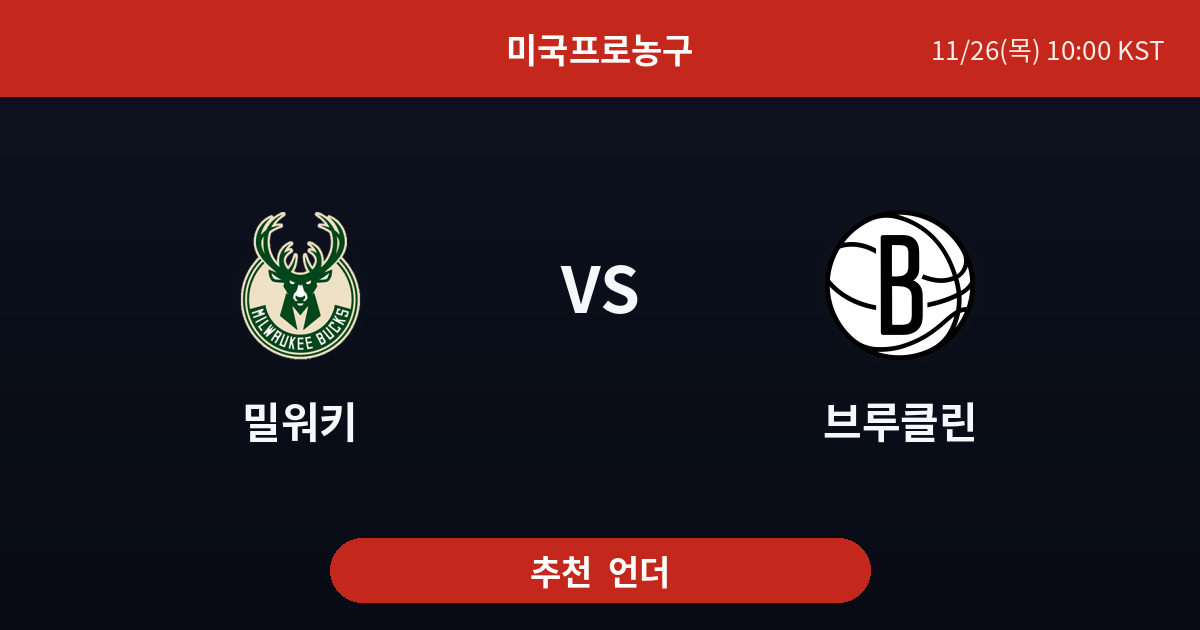 미국프로농구
11/26(목) 10:00 KST
MILWAUKEE BUCKS
VS
B
밀워키
브루클린
추천 언더